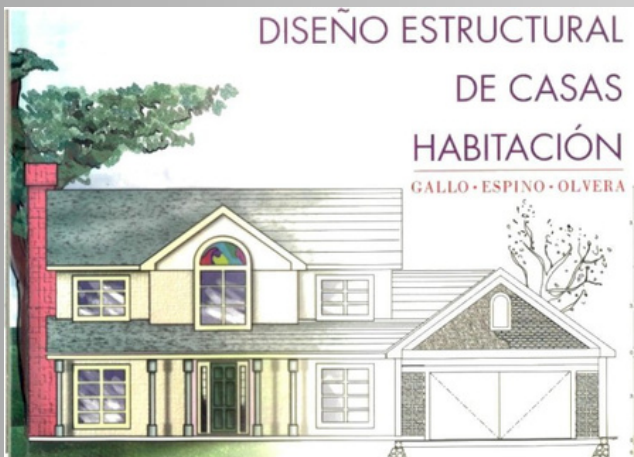 DISEÑO ESTRUCTURAL
DE CASAS
HABITACIÓN
GALLO • ESPINO • OLVERA